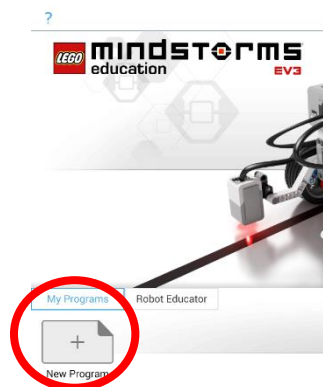 ?
LEGO mindstorms
education EV3
My Programs Robot Educator
+
New Program